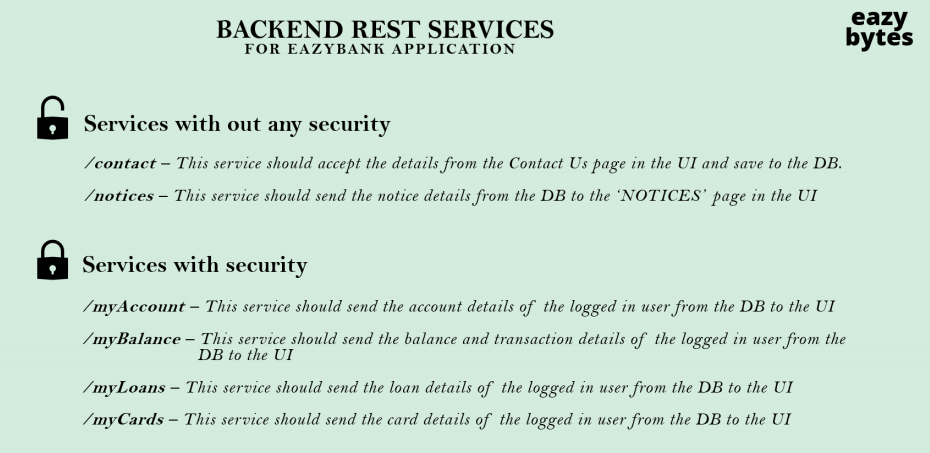 BACKEND REST SERVICES
FOR EAZYBANK APPLICATION
eazy
bytes
Services with out any security
/contact – This service should accept the details from the Contact Us page in the UI and save to the DB.
/notices – This service should send the notice details from the DB to the ‘NOTICES’ page in the UI
Services with security
/myAccount – This service should send the account details of the logged in user from the DB to the UI
/myBalance – This service should send the balance and transaction details of the logged in user from the
DB to the UI
/myLoans – This service should send the loan details of the logged in user from the DB to the UI
/myCards – This service should send the card details of the logged in user from the DB to the UI